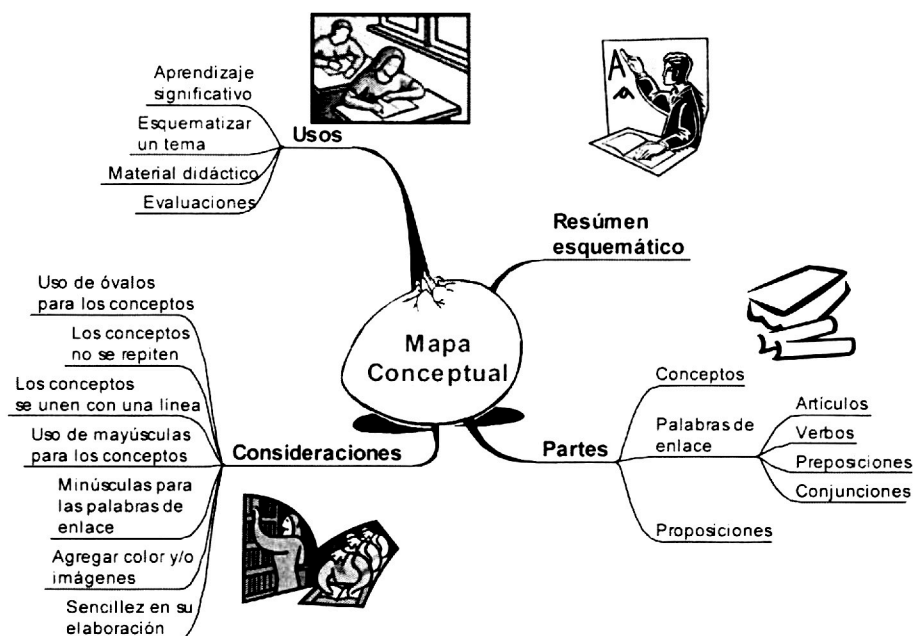 Aprendizaje
significativo
Esquematizar
un tema
Material didáctico
Evaluaciones
Usos
A
Resúmen
esquemático
Mapa
Conceptual
Uso de óvalos
para los conceptos
Los conceptos
no se repiten
Los conceptos
se unen con una línea
Uso de mayúsculas
para los conceptos
Minúsculas para
las palabras de
enlace
Agregar color y/o
imágenes
Sencillez en su
elaboración
Consideraciones
Partes
Conceptos
Palabras de
enlace
Artículos
Verbos
Preposiciones
Conjunciones
Proposiciones